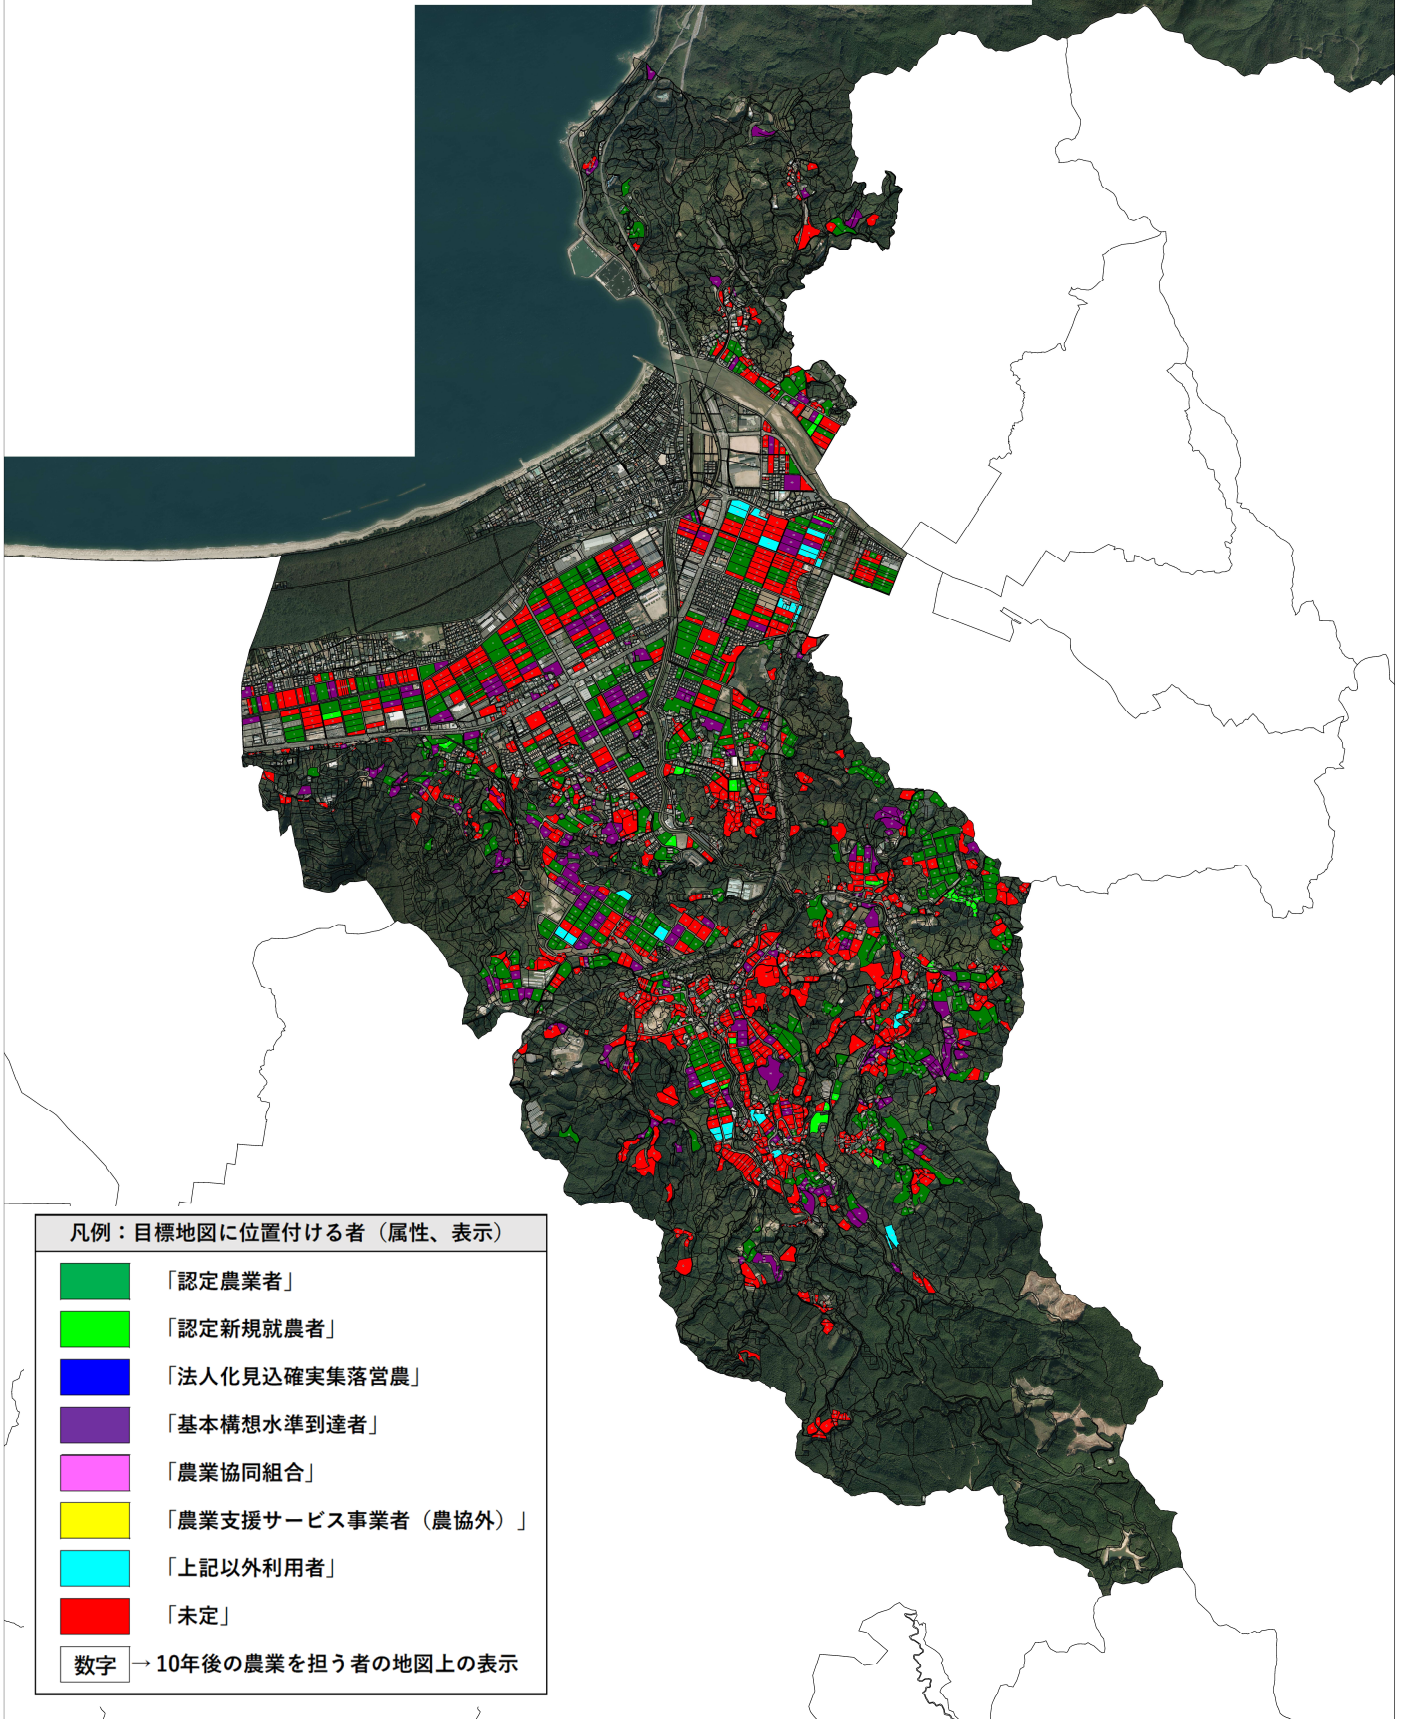 凡例：目標地図に位置付ける者（属性、表示）
「認定農業者」
「認定新規就農者」
「法人化見込確実集落営農」
「基本構想水準到達者」
「農業協同組合」
「農業支援サービス事業者（農協外）」
「上記以外利用者」
「未定」
数字→10年後の農業を担う者の地図上の表示